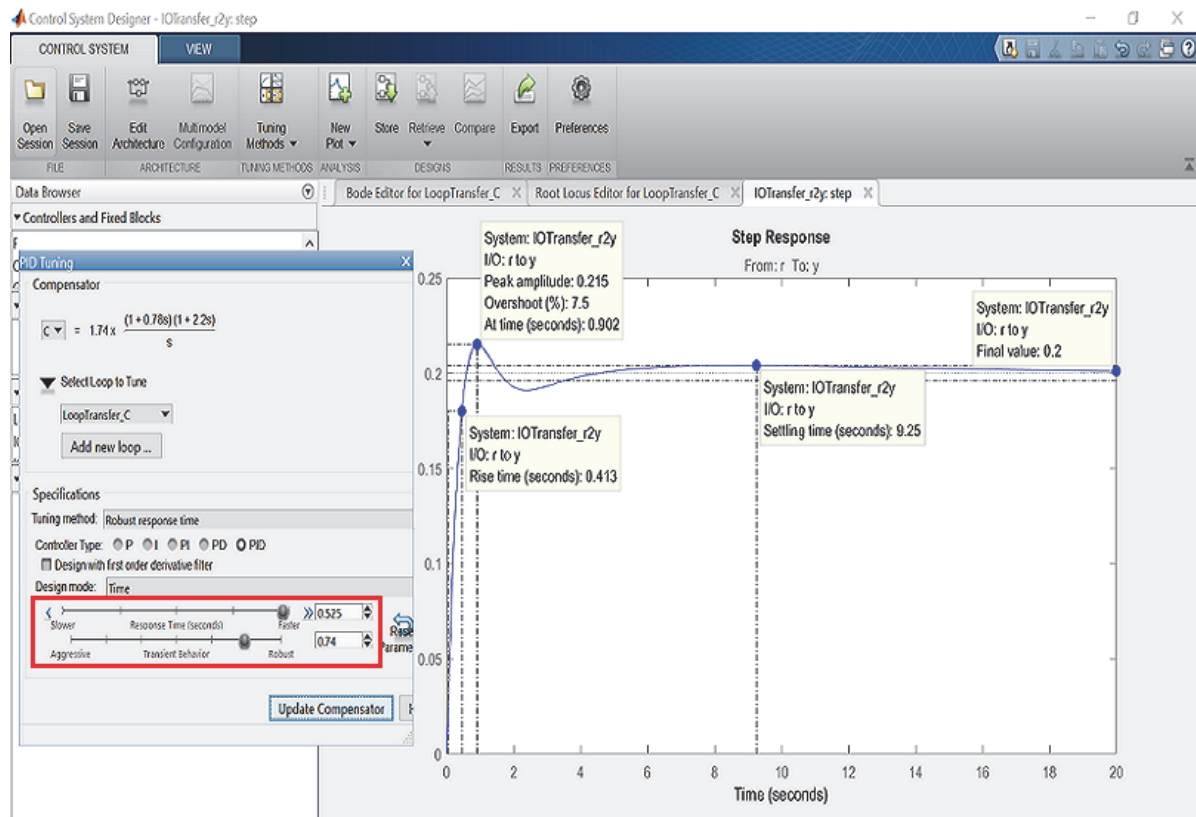 Control System Designer - IOTransfer_r2y: step
CONTROL SYSTEM
VIEW
Open Session
Save Session
Edit Architecture
Multimodel Configuration
Tuning Methods
New Plot
Store
Retrieve
Compare
Export
Preferences
FILE
ARCHITECTURE
TUNING METHODS
ANALYSIS
DESIGNS
RESULTS
PREFERENCES
Data Browser
Bode Editor for LoopTransfer_C
Root Locus Editor for LoopTransfer_C
IOTransfer_r2y: step
Controllers and Fixed Blocks
PID Tuning
Compensator
C = 1.74 x (1 + 0.78s) (1 + 2.2s)
s
Select Loop to Tune
LoopTransfer_C
Add new loop ...
Specifications
Tuning method: Robust response time
Controller Type: P I PI PD PID
Design with first order derivative filter
Design mode: Time
0.525
Slower
Response Time (seconds)
Faster
0.74
Aggressive
Transient Behavior
Robust
Update Compensator
Step Response
From: r To: y
System: IOTransfer_r2y
I/O: r to y
Peak amplitude: 0.215
Overshoot (%): 7.5
At time (seconds): 0.902
System: IOTransfer_r2y
I/O: r to y
Final value: 0.2
System: IOTransfer_r2y
I/O: r to y
Settling time (seconds): 9.25
System: IOTransfer_r2y
I/O: r to y
Rise time (seconds): 0.413
0.25
0.2
0.15
0.1
0.05
0
0 2 4 6 8 10 12 14 16 18 20
Time (seconds)